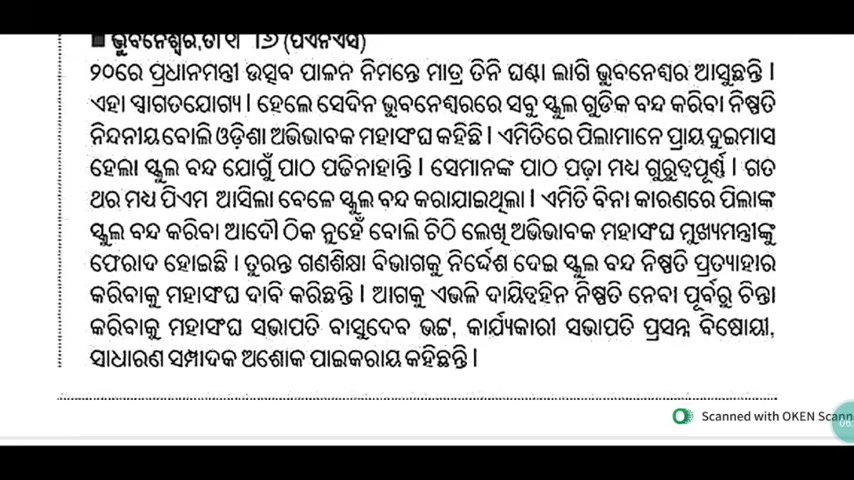 ■ ଭୁବନେଶ୍ୱର,ତା ୧୮ ।୬ (ପିଏନଏସ)
୨୦ରେ ପ୍ରଧାନମନ୍ତ୍ରୀ ଉତ୍ସବ ପାଳନ ନିମନ୍ତେ ମାତ୍ର ତିନି ଘଣ୍ଟା ଲାଗି ଭୁବନେଶ୍ୱର ଆସୁଛନ୍ତି ।
ଏହା ସ୍ୱାଗତଯୋଗ୍ୟ । ହେଲେ ସେଦିନ ଭୁବନେଶ୍ୱରରେ ସବୁ ସ୍କୁଲ ଗୁଡିକ ବନ୍ଦ କରିବା ନିଷ୍ପତି
ନିନ୍ଦନୀୟ ବୋଲି ଓଡ଼ିଶା ଅଭିଭାବକ ମହାସଂଘ କହିଛି । ଏମିତିରେ ପିଲାମାନେ ପ୍ରାୟ ଦୁଇମାସ
ହେଲା ସ୍କୁଲ ବନ୍ଦ ଯୋଗୁଁ ପାଠ ପଢିନାହାନ୍ତି । ସେମାନଙ୍କ ପାଠ ପଢ଼ା ମଧ୍ୟ ଗୁରୁତ୍ୱପୂର୍ଣ୍ଣ । ଗତ
ଥର ମଧ୍ୟ ପିଏମ ଆସିଲା ବେଳେ ସ୍କୁଲ ବନ୍ଦ କରାଯାଇଥିଲା । ଏମିତି ବିନା କାରଣରେ ପିଲାଙ୍କ
ସ୍କୁଲ ବନ୍ଦ କରିବା ଆଦୌ ଠିକ ନୁହେଁ ବୋଲି ଚିଠି ଲେଖି ଅଭିଭାବକ ମହାସଂଘ ମୁଖ୍ୟମନ୍ତ୍ରୀଙ୍କୁ
ଫେରାଦ ହୋଇଛି । ତୁରନ୍ତ ଗଣଶିକ୍ଷା ବିଭାଗକୁ ନିର୍ଦ୍ଦେଶ ଦେଇ ସ୍କୁଲ ବନ୍ଦ ନିଷ୍ପତି ପ୍ରତ୍ୟାହାର
କରିବାକୁ ମହାସଂଘ ଦାବି କରିଛନ୍ତି । ଆଗକୁ ଏଭଳି ଦାୟିତ୍ୱହିନ ନିଷ୍ପତି ନେବା ପୂର୍ବରୁ ଚିନ୍ତା
କରିବାକୁ ମହାସଂଘ ସଭାପତି ବାସୁଦେବ ଭଟ୍ଟ, କାର୍ଯ୍ୟକାରୀ ସଭାପତି ପ୍ରସନ୍ନ ବିଷୋୟୀ,
ସାଧାରଣ ସମ୍ପାଦକ ଅଶୋକ ପାଇକରାୟ କହିଛନ୍ତି ।
Scanned with OKEN Scann